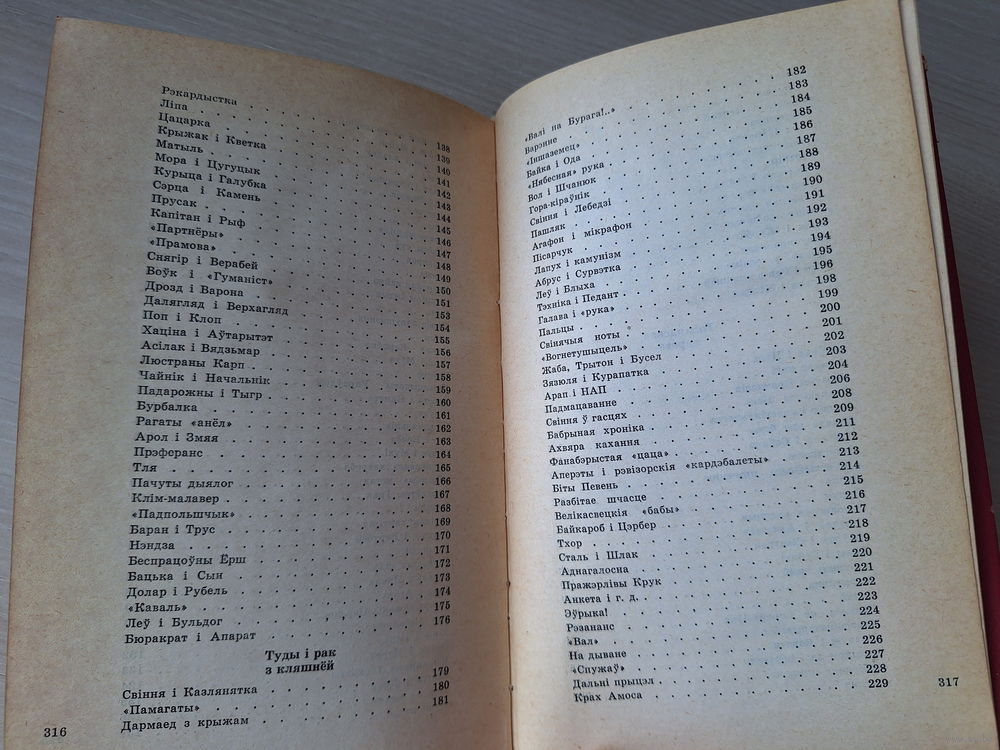 Рэкардыстка . . . 138
Ліпа . . . 139
Цацарка . . . 140
Крыжак і Кветка . . . 141
Матыль . . . 142
Мора і Цугуцык . . . 143
Курыца і Галубка . . . 144
Сэрца і Камень . . . 145
Прусак . . . 146
Капітан і Рыф . . . 147
«Партнёры» . . . 148
«Прамова» . . . 149
Снягір і Верабей . . . 150
Воўк і «Гуманіст» . . . 151
Дрозд і Варона . . . 153
Далягляд і Верхагляд . . . 154
Поп і Клоп . . . 155
Хаціна і Аўтарытэт . . . 156
Асілак і Вядзьмар . . . 157
Люстраны Карп . . . 158
Чайнік і Начальнік . . . 159
Падарожны і Тыгр . . . 160
Бурбалка . . . 161
Рагаты «анёл» . . . 162
Арол і Змяя . . . 163
Прэферанс . . . 164
Тля . . . 165
Пачуты дыялог . . . 166
Клім-малавер . . . 167
«Падпольшчык» . . . 168
Баран і Трус . . . 169
Нэндза . . . 170
Беспрацоўны Ёрш . . . 171
Бацька і Сын . . . 172
Долар і Рубель . . . 173
«Каваль» . . . 174
Леў і Бульдог . . . 175
Бюракрат і Апарат . . . 176
Туды і рак
з кляшнёй
Свіння і Казлянятка . . . 179
«Памагаты» . . . 180
Дармаед з крыжам . . . 181
316
«Валі на Бурага!..» . . . 182
Варэнне . . . 183
«Іншаземец» . . . 184
Байка і Ода . . . 185
«Нябесная» рука . . . 186
Вол і Шчанюк . . . 187
Гора-кіраўнік . . . 188
Свіння і Лебедзі . . . 189
Пашляк . . . 190
Агафон і мікрафон . . . 191
Пісарчук . . . 192
Лапух і камунізм . . . 193
Абрус і Сурвэтка . . . 194
Леў і Блыха . . . 195
Тэхніка і Педант . . . 196
Галава і «рука» . . . 198
Пальцы . . . 199
Свінячыя ноты . . . 200
«Вогнетушыцель» . . . 201
Жаба, Трытон і Бусел . . . 202
Зязюля і Курапатка . . . 203
Арап і НАП . . . 204
Падмацаванне . . . 206
Свіння ў гасцях . . . 208
Бабрыная хроніка . . . 209
Ахвяра кахання . . . 211
Фанабэрыстая «цаца» . . . 212
Аперэты і рэвізорскія «кардэбалеты» . . . 213
Біты Певень . . . 214
Разбітае шчасце . . . 215
Велікасвецкія «бабы» . . . 216
Байкароб і Цэрбер . . . 217
Тхор . . . 218
Сталь і Шлак . . . 219
Аднагалосна . . . 220
Пражэрлівы Крук . . . 221
Анкета і г. д. . . . 222
Эўрыка! . . . 223
Рэзананс . . . 224
«Вал» . . . 225
На дыване . . . 226
«Спужаў» . . . 227
Дальні прыцэл . . . 228
Крах Амоса . . . 229
317